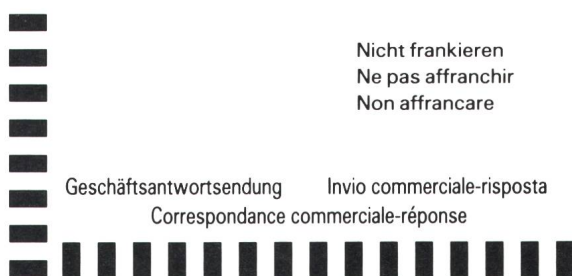 Nicht frankieren
Ne pas affranchir
Non affrancare
Geschäftsantwortsendung Invio commerciale-risposta
Correspondance commerciale-réponse